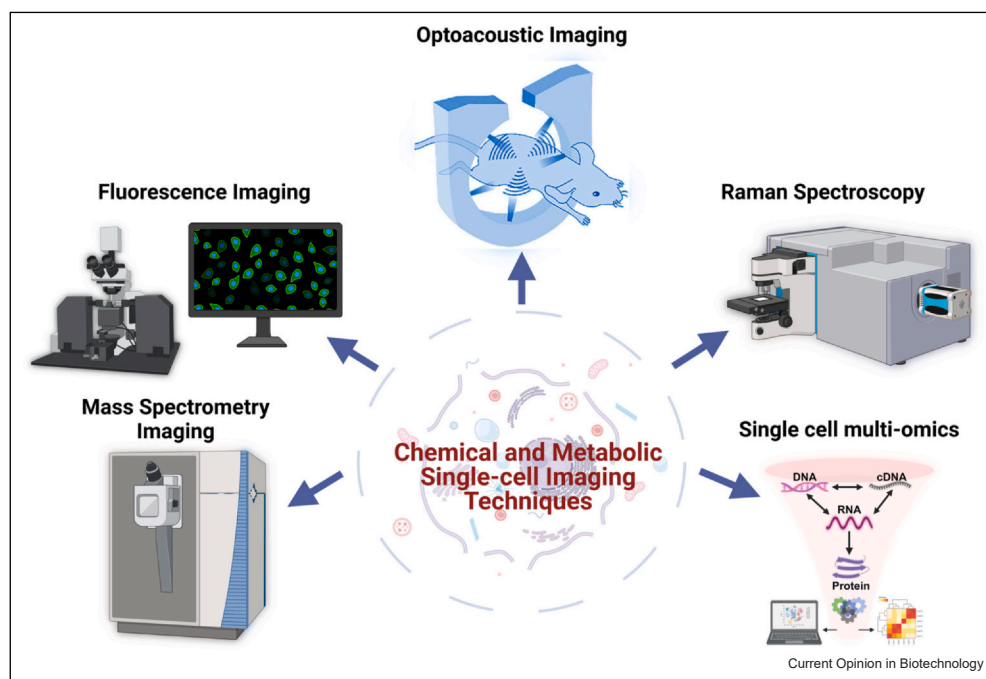 Optoacoustic Imaging
Fluorescence Imaging
Raman Spectroscopy
Mass Spectrometry
Imaging
Chemical and Metabolic
Single-cell Imaging
Techniques
Single cell multi-omics
DNA
cDNA
RNA
Protein
Current Opinion in Biotechnology